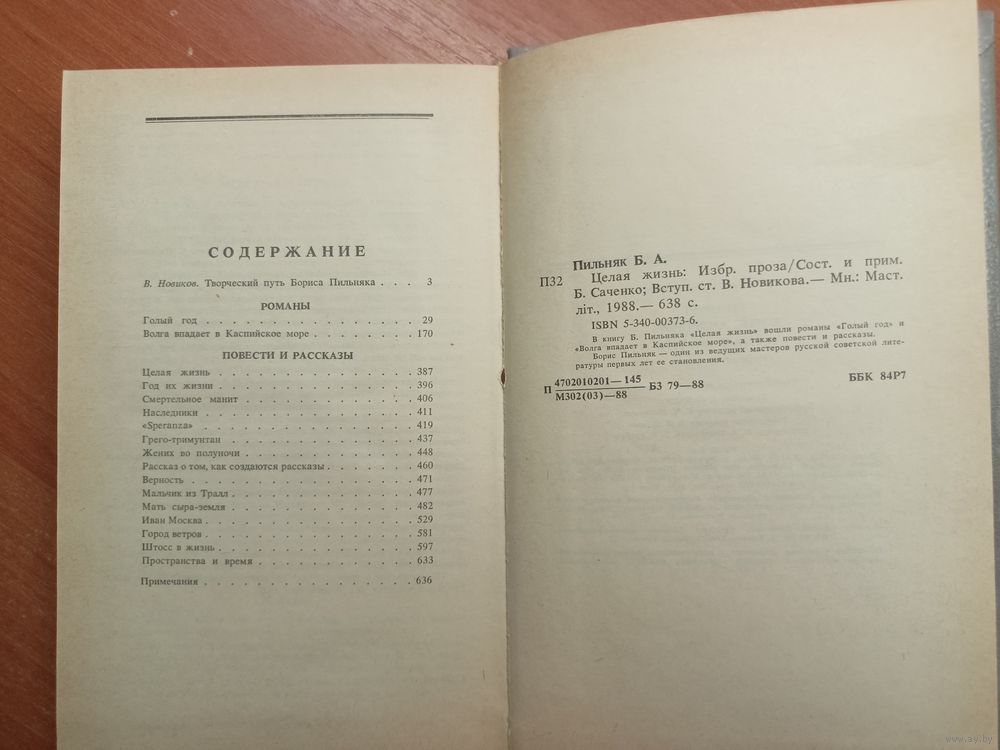 СОДЕРЖАНИЕ
В. Новиков. Творческий путь Бориса Пильняка . . . 3
РОМАНЫ
Голый год . . . . . . . . . . . . . . . 29
Волга впадает в Каспийское море . . . . . . . 170
ПОВЕСТИ И РАССКАЗЫ
Целая жизнь . . . . . . . . . . . . . . 387
Год их жизни . . . . . . . . . . . . . . 396
Смертельное манит . . . . . . . . . . . . 406
Наследники . . . . . . . . . . . . . . . 411
«Speranza» . . . . . . . . . . . . . . . 419
Грего-тримунтан . . . . . . . . . . . . . 437
Жених во полуночи . . . . . . . . . . . . 448
Рассказ о том, как создаются рассказы . . . . . . 460
Верность . . . . . . . . . . . . . . . . 471
Мальчик из Тралл . . . . . . . . . . . . . 477
Мать сыра-земля . . . . . . . . . . . . . 482
Иван Москва . . . . . . . . . . . . . . . 529
Город ветров . . . . . . . . . . . . . . . 581
Штосс в жизнь . . . . . . . . . . . . . . 597
Пространства и время . . . . . . . . . . . 633
Примечания . . . . . . . . . . . . . . . 636
Пильняк Б. А.
П32 Целая жизнь: Избр. проза/Сост. и прим.
Б. Саченко; Вступ. ст. В. Новикова.— Мн.: Маст.
літ., 1988.— 638 с.
ISBN 5-340-00373-6.
В книгу Б. Пильняка «Целая жизнь» вошли романы «Голый год» и
«Волга впадает в Каспийское море», а также повести и рассказы.
Борис Пильняк — один из ведущих мастеров русской советской лите-
ратуры первых лет ее становления.
П 4702010201—145 БЗ 79—88
М302(03)—88
ББК 84Р7
www.ay.by